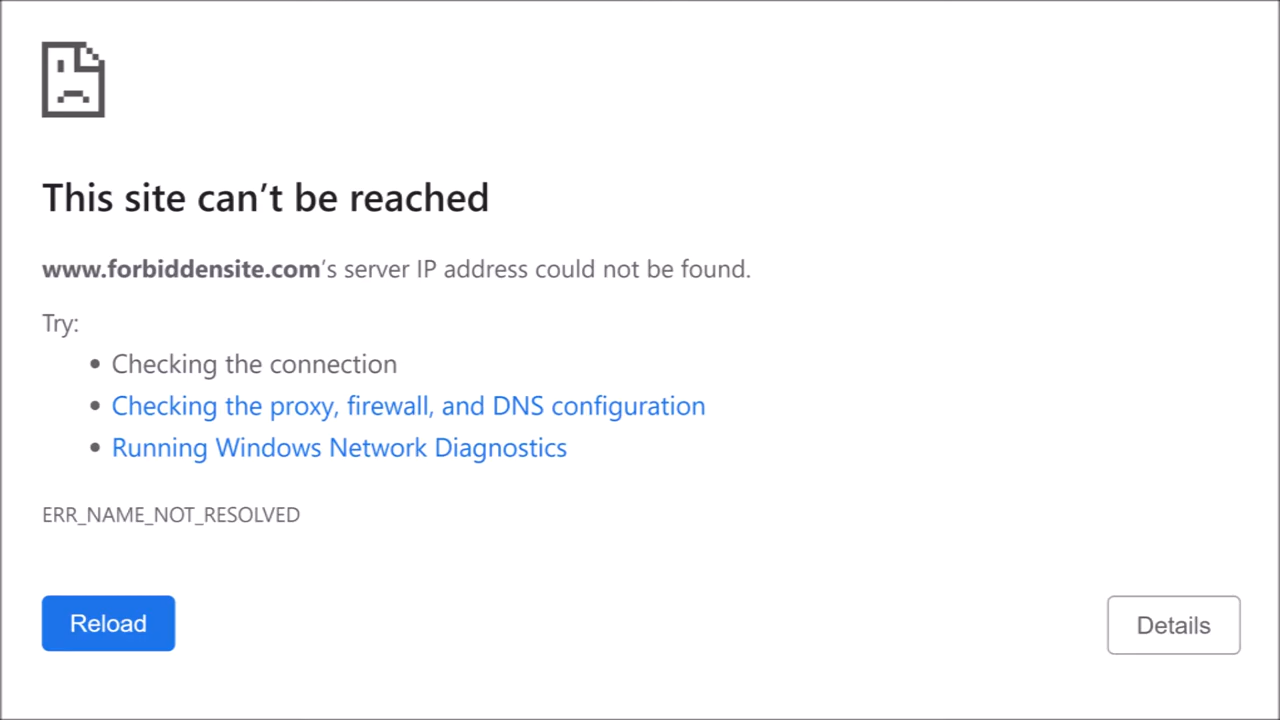 This site can’t be reached
www.forbiddensite.com’s server IP address could not be found.
Try:
• Checking the connection
• Checking the proxy, firewall, and DNS configuration
• Running Windows Network Diagnostics
ERR_NAME_NOT_RESOLVED
Reload
Details